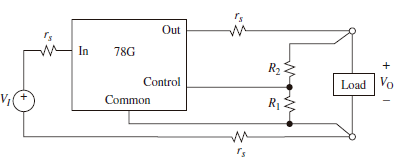 r_s
Out
r_s
In
78G
R_2
+
Control
Load
V_O
V_I
+
Common
R_1
−
r_s